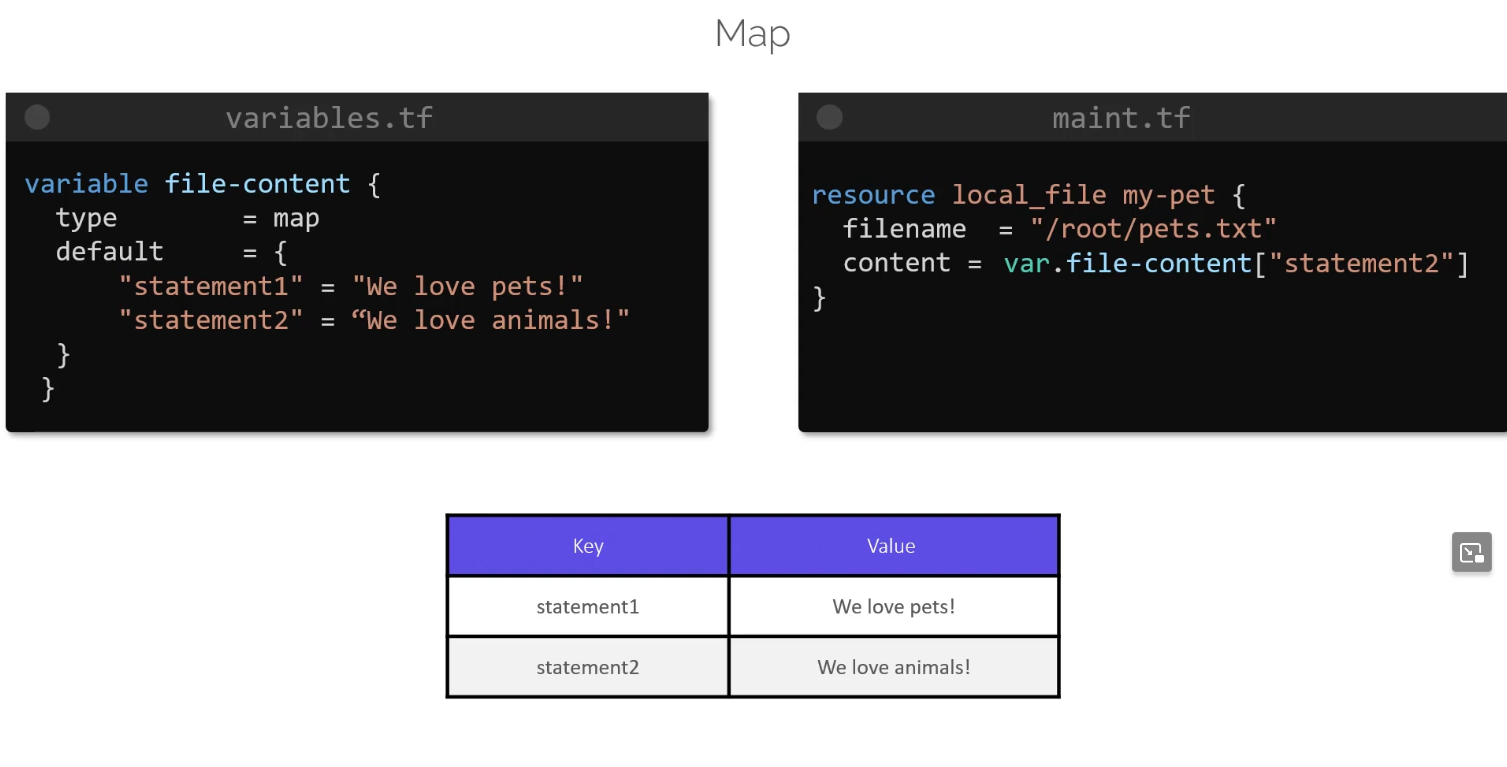 Map
variables.tf
variable file-content {
  type        = map
  default     = {
      "statement1" = "We love pets!"
      "statement2" = “We love animals!"
  }
 }
maint.tf
resource local_file my-pet {
  filename  = "/root/pets.txt"
  content = var.file-content["statement2"]
}
Key Value
statement1 We love pets!
statement2 We love animals!